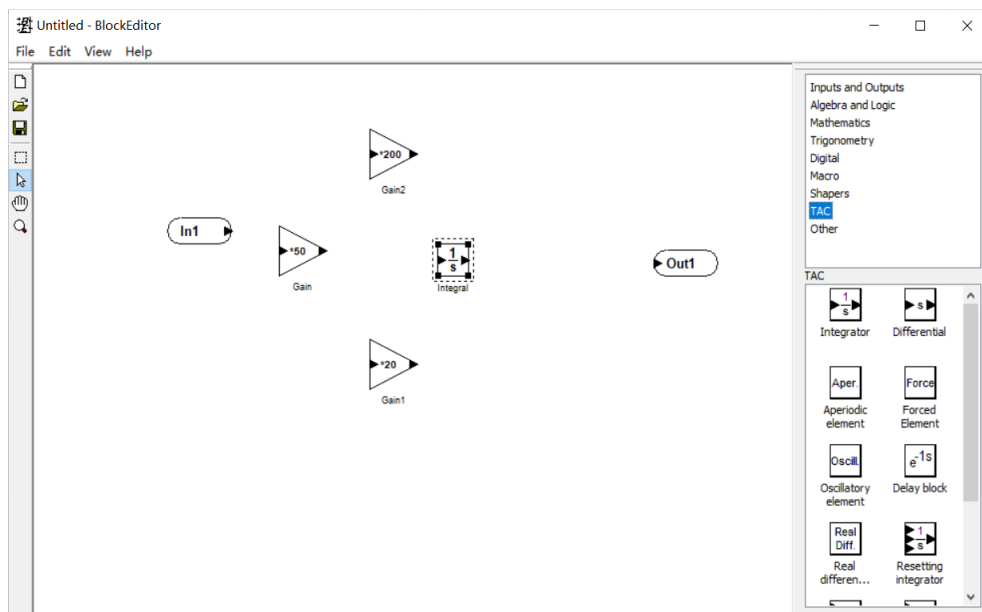 Untitled - BlockEditor
File Edit View Help
*200
Gain2
In1
*50
Gain
1
s
Integral
Out1
*20
Gain1
Inputs and Outputs
Algebra and Logic
Mathematics
Trigonometry
Digital
Macro
Shapers
TAC
Other
TAC
1
s
s
Integrator
Differential
Aper.
Force
Aperiodic
element
Forced
Element
Oscill.
e-1s
Oscillatory
element
Delay block
Real
Diff.
1
s
Real
differen...
Resetting
integrator